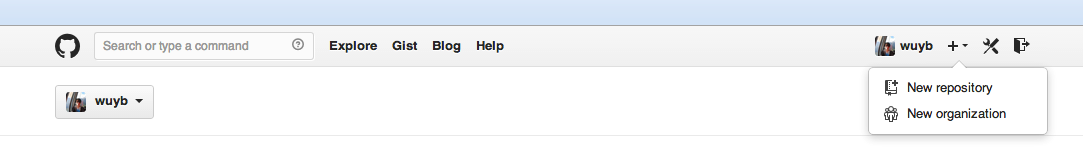 Search or type a command
Explore Gist Blog Help
wuyb
wuyb
New repository
New organization